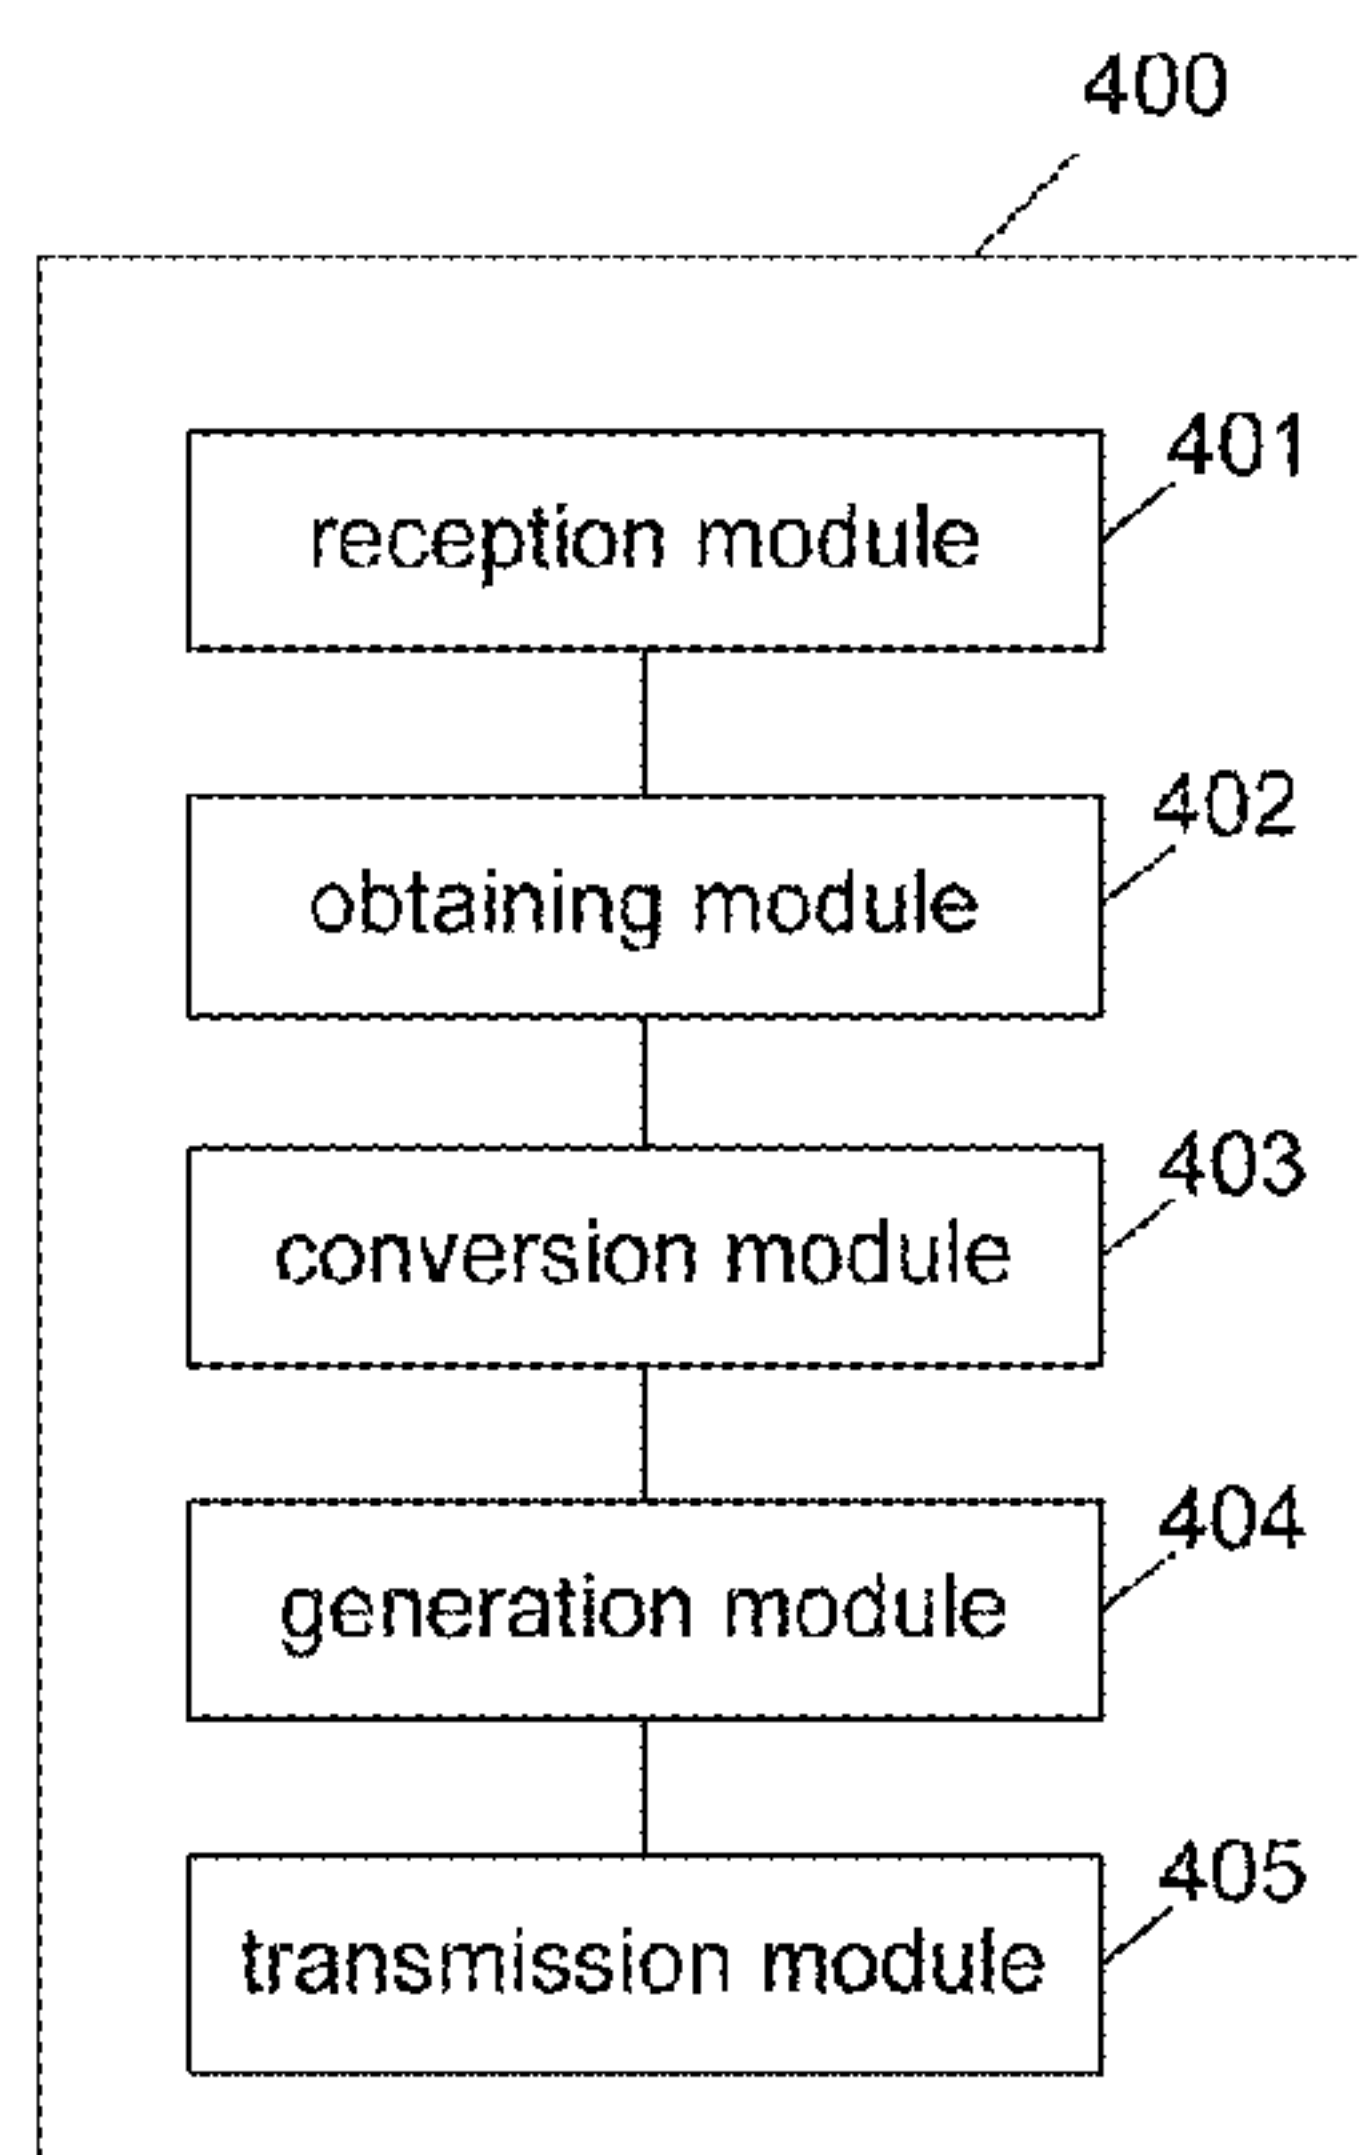 400
401
reception module
402
obtaining module
403
conversion module
404
generation module
405
transmission module